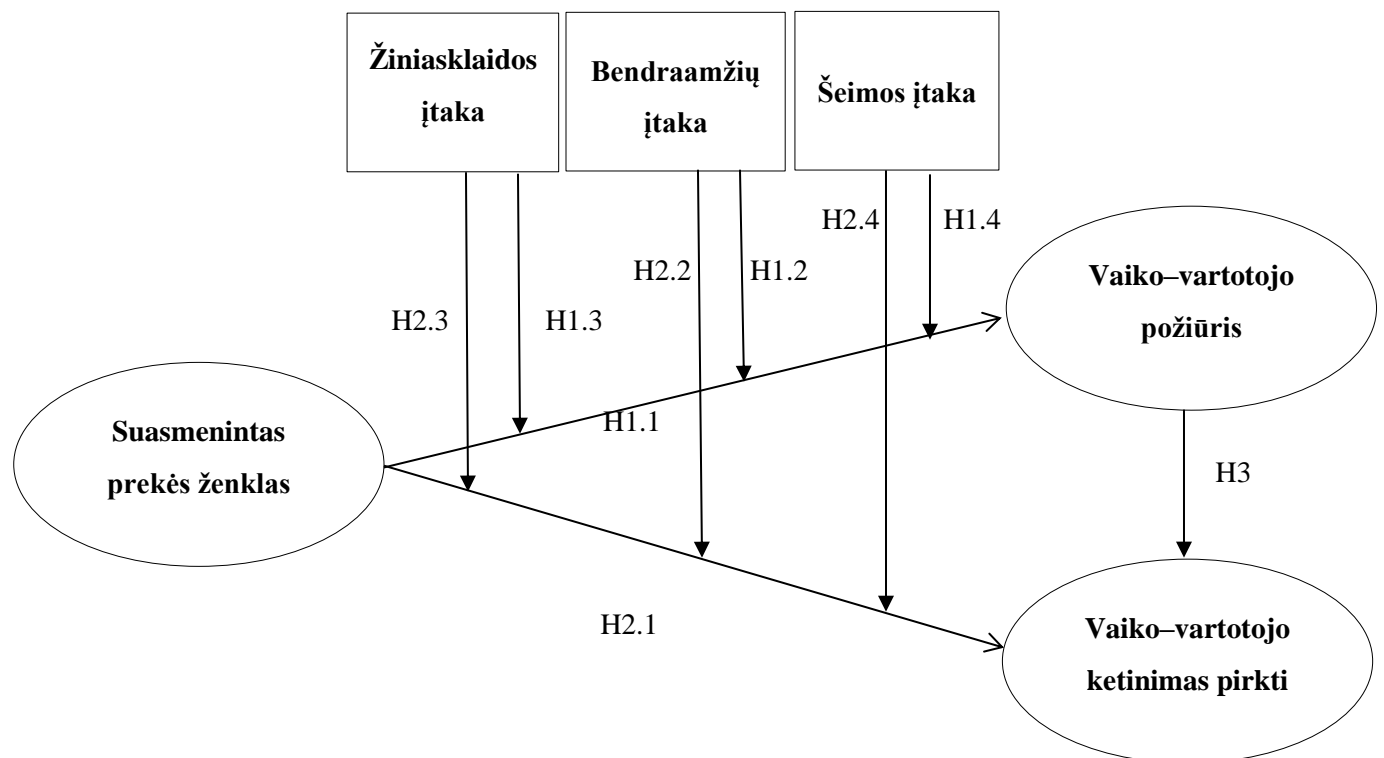 Žiniasklaidos
įtaka
Bendraamžių
įtaka
Šeimos įtaka
H2.4
H1.4
H2.2
H1.2
H2.3
H1.3
Vaiko–vartotojo
požiūris
H1.1
Suasmenintas
prekės ženklas
H3
H2.1
Vaiko–vartotojo
ketinimas pirkti